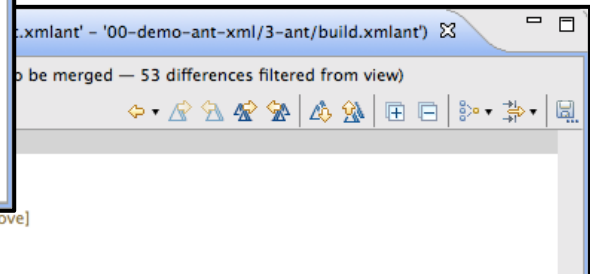 .xmlant' - '00-demo-ant-xml/3-ant/build.xmlant')
o be merged — 53 differences filtered from view)
ove]